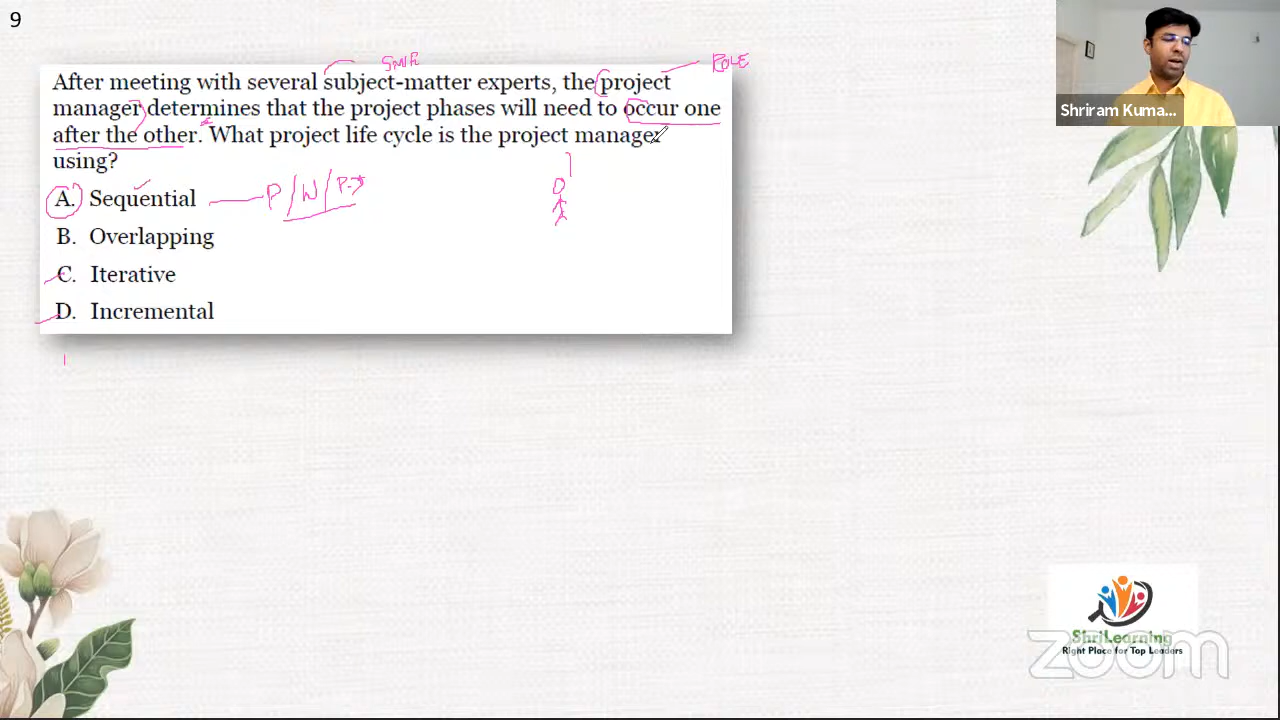 9
ROLE
After meeting with several subject-matter experts, the project
manager determines that the project phases will need to occur one
after the other. What project life cycle is the project manager
using?
A. Sequential
P/W/P
B. Overlapping
C. Iterative
D. Incremental
Shriram Kuma...
ShriLearning
Right Place for Top Leaders
zoom